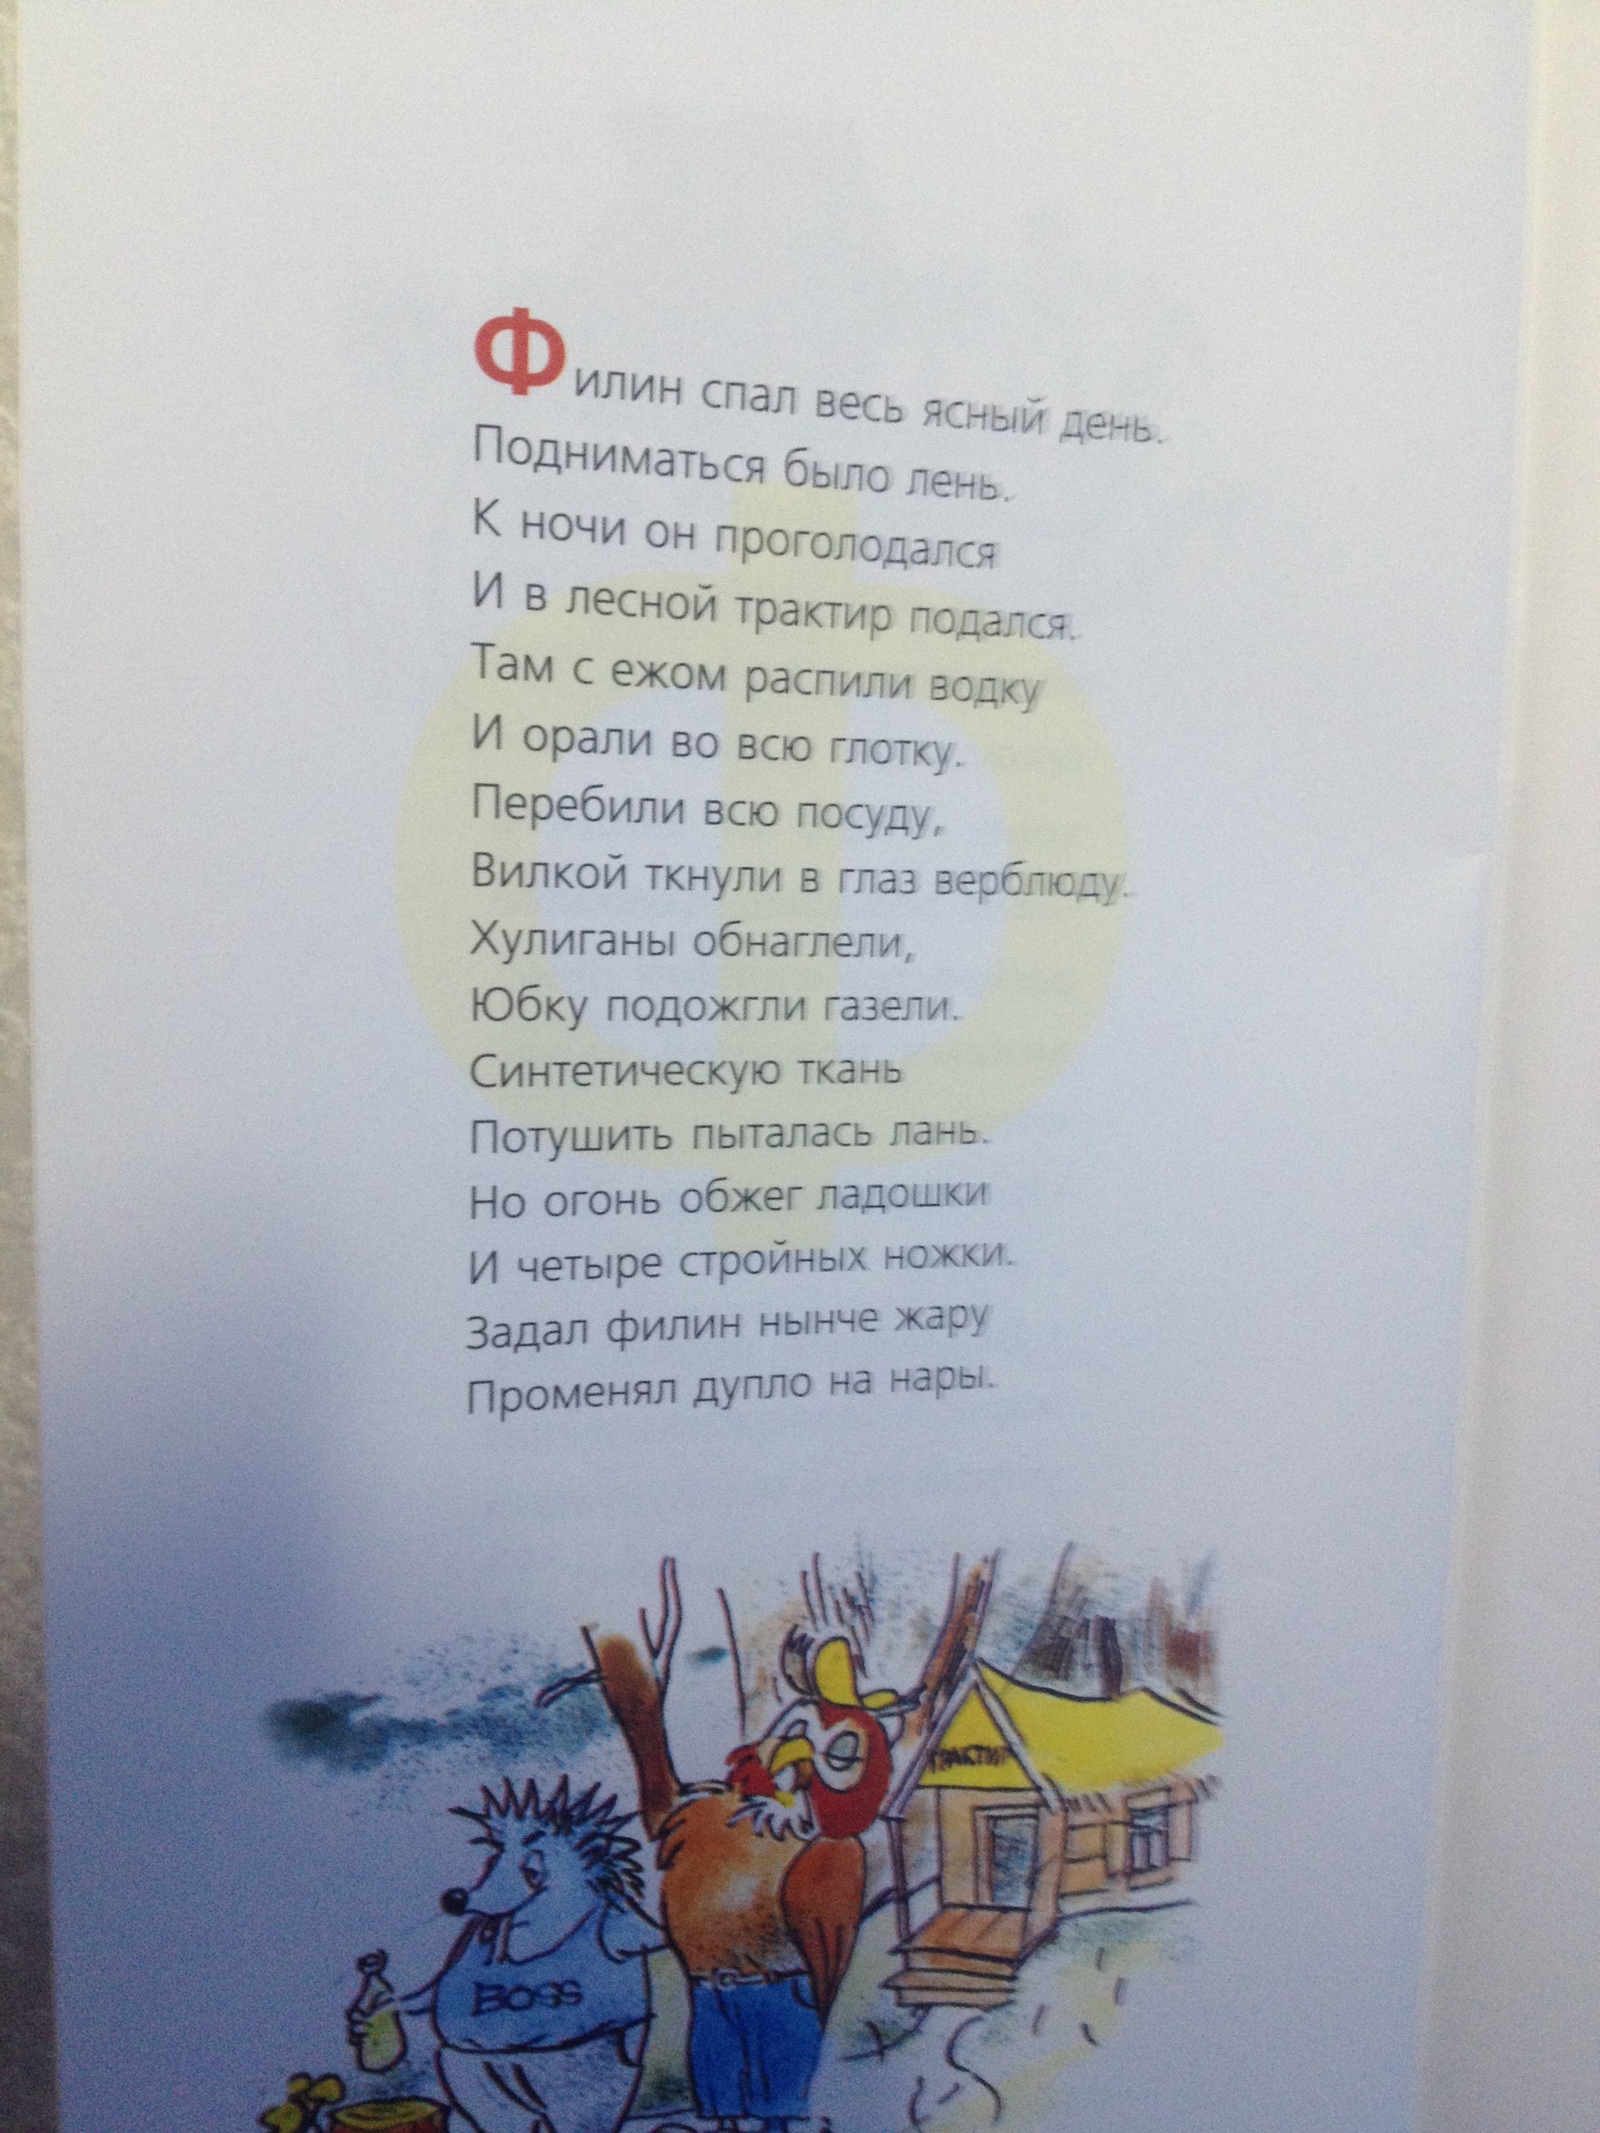 Филин спал весь ясный день.
Подниматься было лень.
К ночи он проголодался
И в лесной трактир подался.
Там с ежом распили водку
И орали во всю глотку.
Перебили всю посуду,
Вилкой ткнули в глаз верблюду.
Хулиганы обнаглели,
Юбку подожгли газели.
Синтетическую ткань
Потушить пыталась лань.
Но огонь обжег ладошки
И четыре стройных ножки.
Задал филин нынче жару
Променял дупло на нары.
ТРАКТИР
BOSS